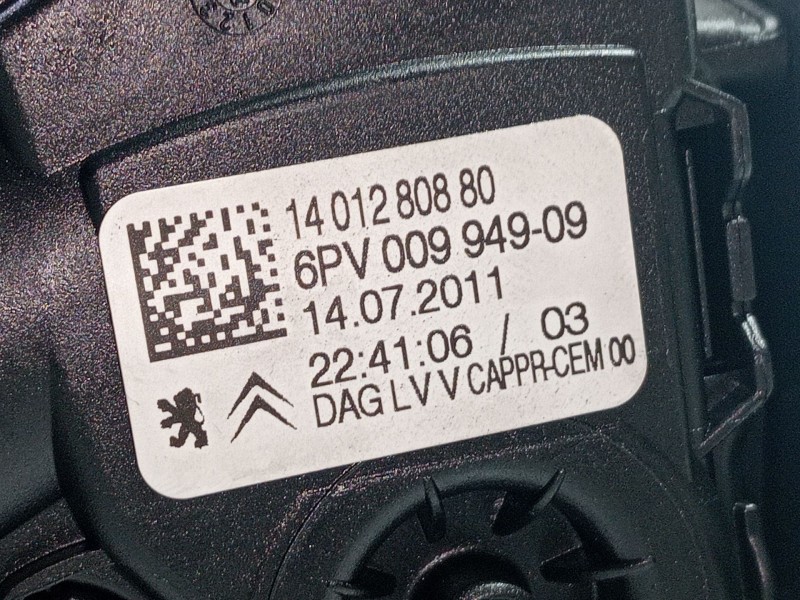 14 012 808 80
6PV 009 949-09
14.07.2011
22:41:06 / 03
DAG LV V CAPPR-CEM 00